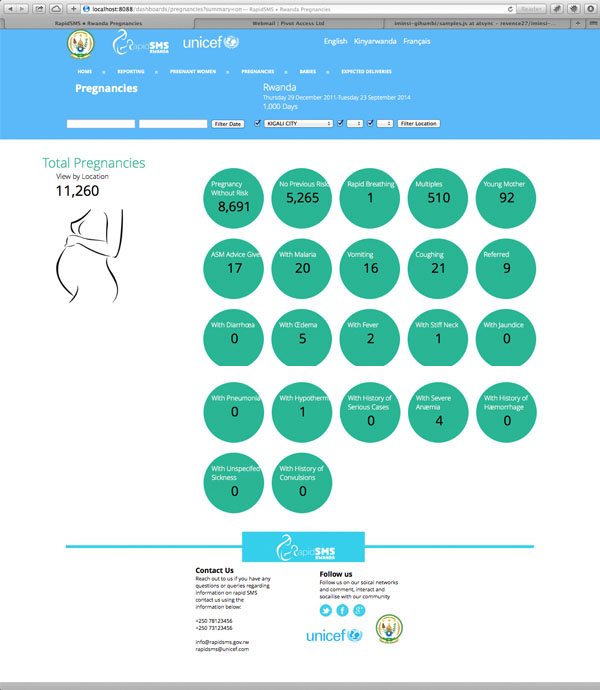 localhost:8088/dashboards/pregnancies?summary=on — RapidSMS • Rwanda Pregnancies
Reader
RapidSMS • Rwanda Pregnancies
Webmail | Pivot Access Ltd
RapidSMS
RWANDA
unicef
English Kinyarwanda Français
HOME
REPORTING
PREGNANT WOMEN
PREGNANCIES
BABIES
EXPECTED DELIVERIES
Pregnancies
Rwanda
Thursday 29 December 2011-Tuesday 23 September 2014
1,000 Days
Filter Date
KIGALI CITY
Filter Location
Total Pregnancies
View by Location
11,260
Pregnancy
Without Risk
8,691
No Previous Risk
5,265
Rapid Breathing
1
Multiples
510
Young Mother
92
ASM Advice Give
17
With Malaria
20
Vomiting
16
Coughing
21
Referred
9
With Diarrhœa
0
With Œdema
5
With Fever
2
With Stiff Neck
1
With Jaundice
0
With Pneumonia
0
With Hypotherm
1
With History of
Serious Cases
0
With Severe
Anæmia
4
With History of
Hæmorrhage
0
With Unspecifed
Sickness
0
With History of
Convulsions
0
RapidSMS
RWANDA
Contact Us
Reach out to us if you have any
questions or queries regarding
information on rapid SMS
contact us using the
information below:
+250 78123456
+250 73123456
info@rapidsms.gov.rw
rapidsms@unicef.com
Follow us
Follow us on our soical networks
and comment, interact and
socailise with our community
unicef